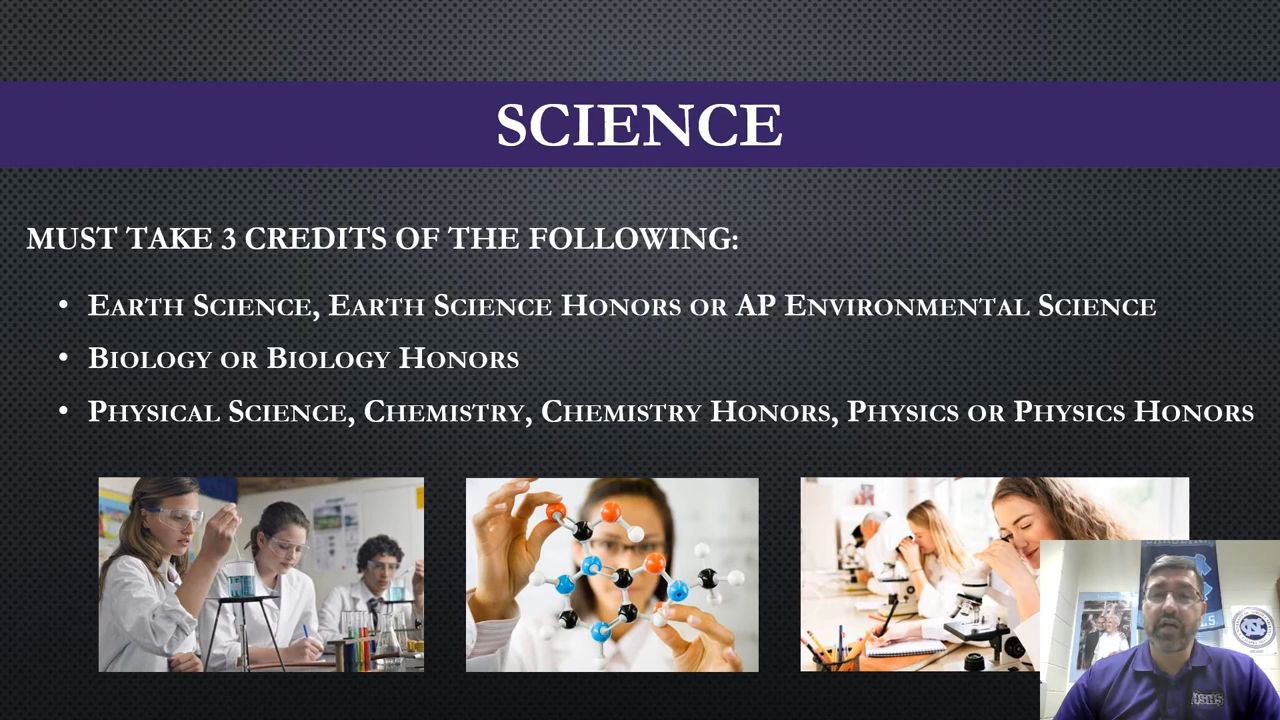 SCIENCE
MUST TAKE 3 CREDITS OF THE FOLLOWING:
• EARTH SCIENCE, EARTH SCIENCE HONORS OR AP ENVIRONMENTAL SCIENCE
• BIOLOGY OR BIOLOGY HONORS
• PHYSICAL SCIENCE, CHEMISTRY, CHEMISTRY HONORS, PHYSICS OR PHYSICS HONORS